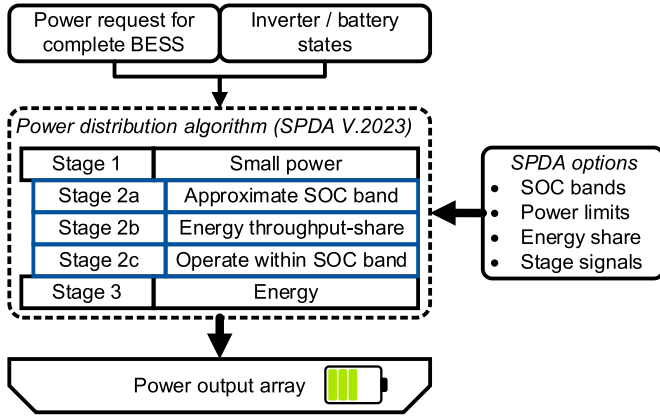 Power request for
complete BESS
Inverter / battery
states
Power distribution algorithm (SPDA V.2023)
Stage 1 Small power
Stage 2a Approximate SOC band
Stage 2b Energy throughput-share
Stage 2c Operate within SOC band
Stage 3 Energy
SPDA options
• SOC bands
• Power limits
• Energy share
• Stage signals
Power output array